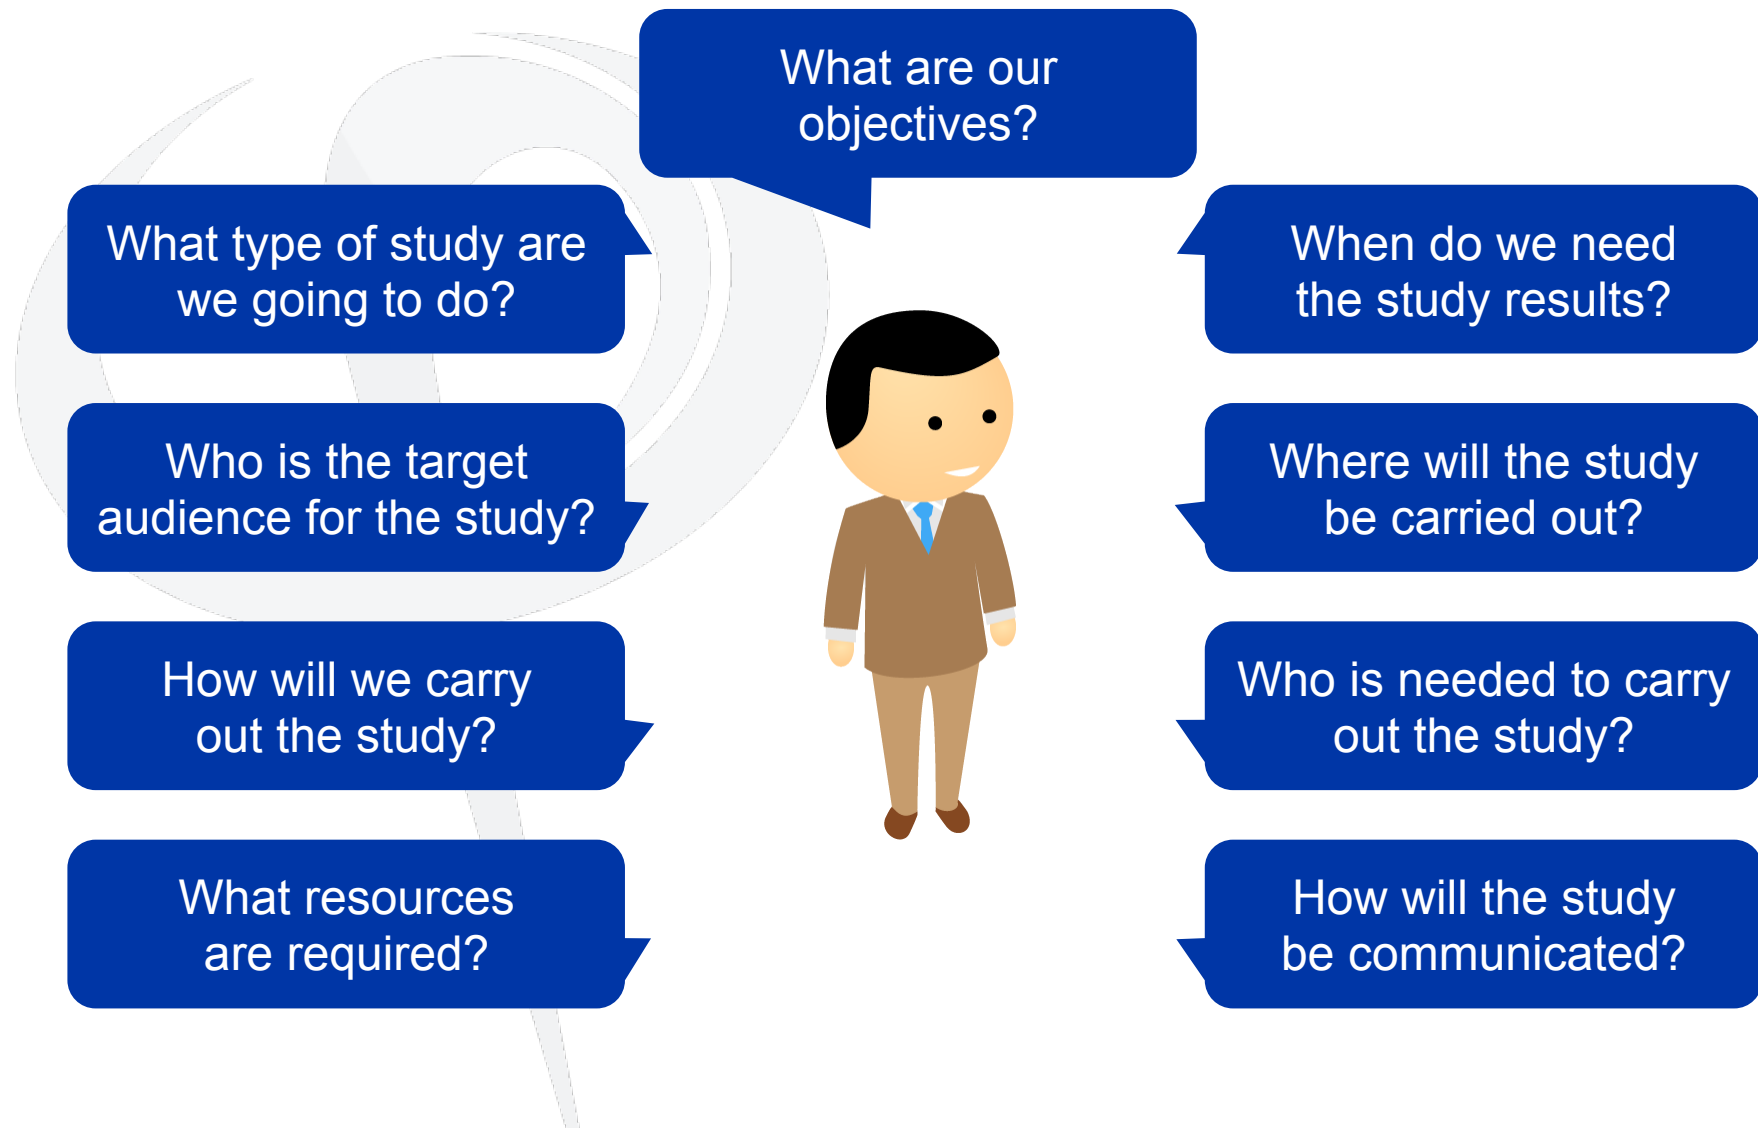 What are our
objectives?
What type of study are
we going to do?
Who is the target
audience for the study?
How will we carry
out the study?
What resources
are required?
When do we need
the study results?
Where will the study
be carried out?
Who is needed to carry
out the study?
How will the study
be communicated?